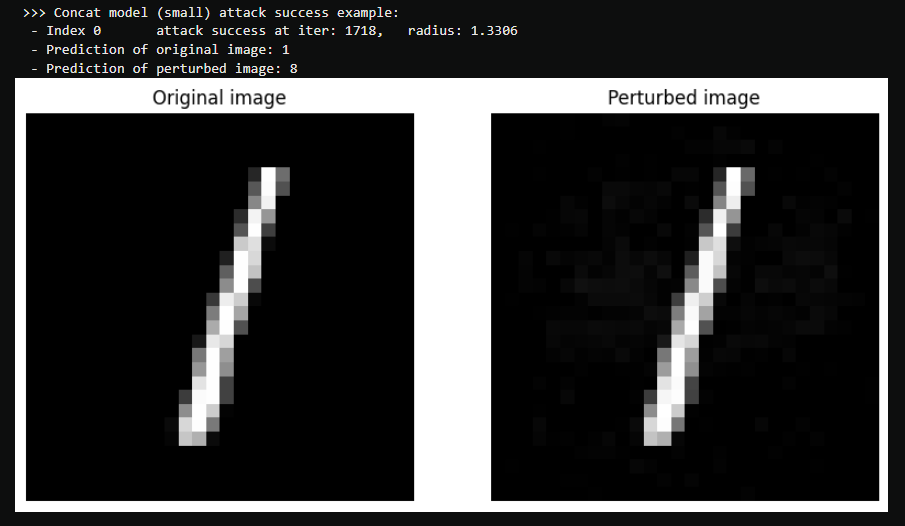 >>> Concat model (small) attack success example:
- Index 0 attack success at iter: 1718, radius: 1.3306
- Prediction of original image: 1
- Prediction of perturbed image: 8
Original image
Perturbed image